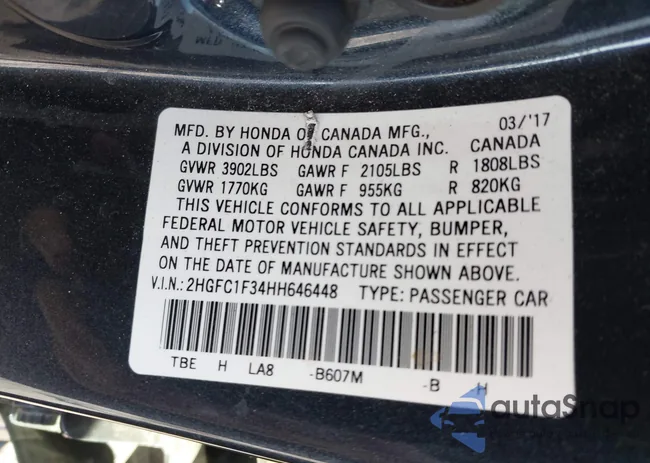 MFD. BY HONDA OF CANADA MFG., 03/'17
A DIVISION OF HONDA CANADA INC. CANADA
GVWR 3902LBS GAWR F 2105LBS R 1808LBS
GVWR 1770KG GAWR F 955KG R 820KG
THIS VEHICLE CONFORMS TO ALL APPLICABLE
FEDERAL MOTOR VEHICLE SAFETY, BUMPER,
AND THEFT PREVENTION STANDARDS IN EFFECT
ON THE DATE OF MANUFACTURE SHOWN ABOVE.
V.I.N.: 2HGFC1F34HH646448 TYPE: PASSENGER CAR
TBE H LA8 -B607M -B H
autoSnap